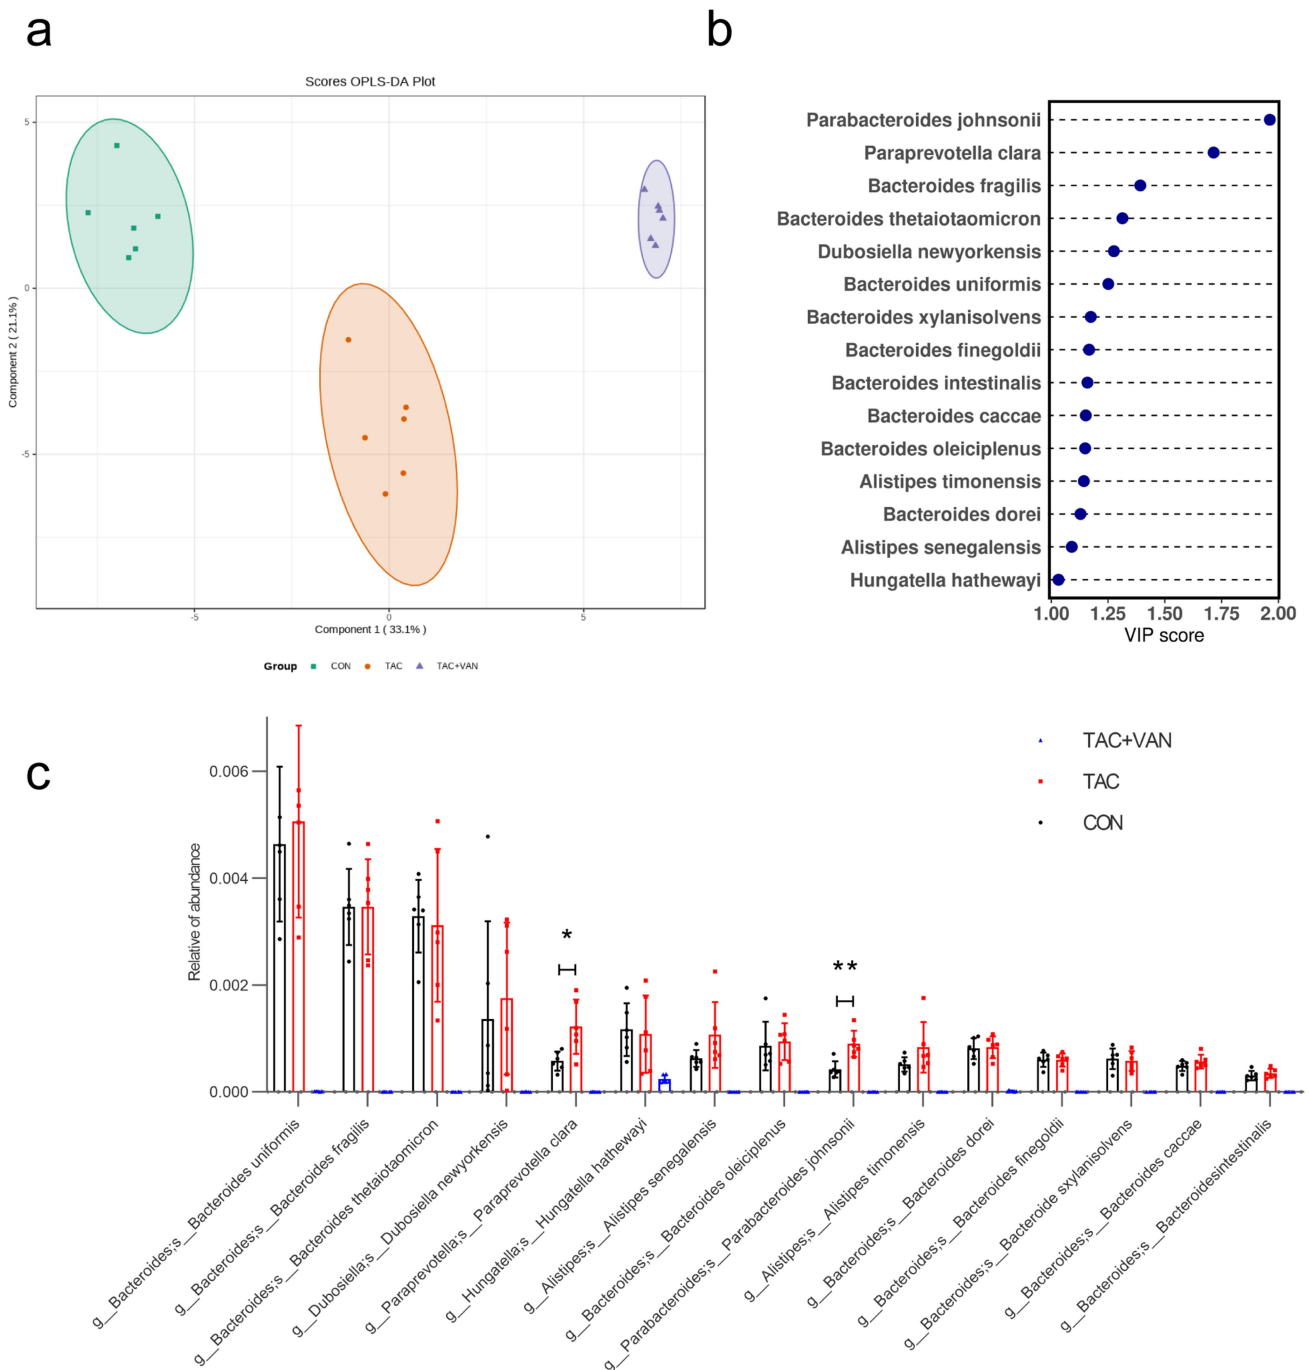 a
Scores OPLS-DA Plot
5
0
-5
Component 2 ( 21.1% )
-5
0
5
Component 1 ( 33.1% )
Group CON TAC TAC+VAN
b
Parabacteroides johnsonii
Paraprevotella clara
Bacteroides fragilis
Bacteroides thetaiotaomicron
Dubosiella newyorkensis
Bacteroides uniformis
Bacteroides xylanisolvens
Bacteroides finegoldii
Bacteroides intestinalis
Bacteroides caccae
Bacteroides oleiciplenus
Alistipes timonensis
Bacteroides dorei
Alistipes senegalensis
Hungatella hathewayi
1.00 1.25 1.50 1.75 2.00
VIP score
c
TAC+VAN
TAC
CON
0.006
0.004
0.002
0.000
Relative of abundance
*
**
g__Bacteroides;s__Bacteroides uniformis
g__Bacteroides;s__Bacteroides fragilis
g__Bacteroides;s__Bacteroides thetaiotaomicron
g__Dubosiella;s__Dubosiella newyorkensis
g__Paraprevotella;s__Paraprevotella clara
g__Hungatella;s__Hungatella hathewayi
g__Alistipes;s__Alistipes senegalensis
g__Bacteroides;s__Bacteroides oleiciplenus
g__Parabacteroides;s__Parabacteroides johnsonii
g__Alistipes;s__Alistipes timonensis
g__Bacteroides;s__Bacteroides dorei
g__Bacteroides;s__Bacteroides finegoldii
g__Bacteroides;s__Bacteroide sxylanisolvens
g__Bacteroides;s__Bacteroides caccae
g__Bacteroides;s__Bacteroidesintestinalis